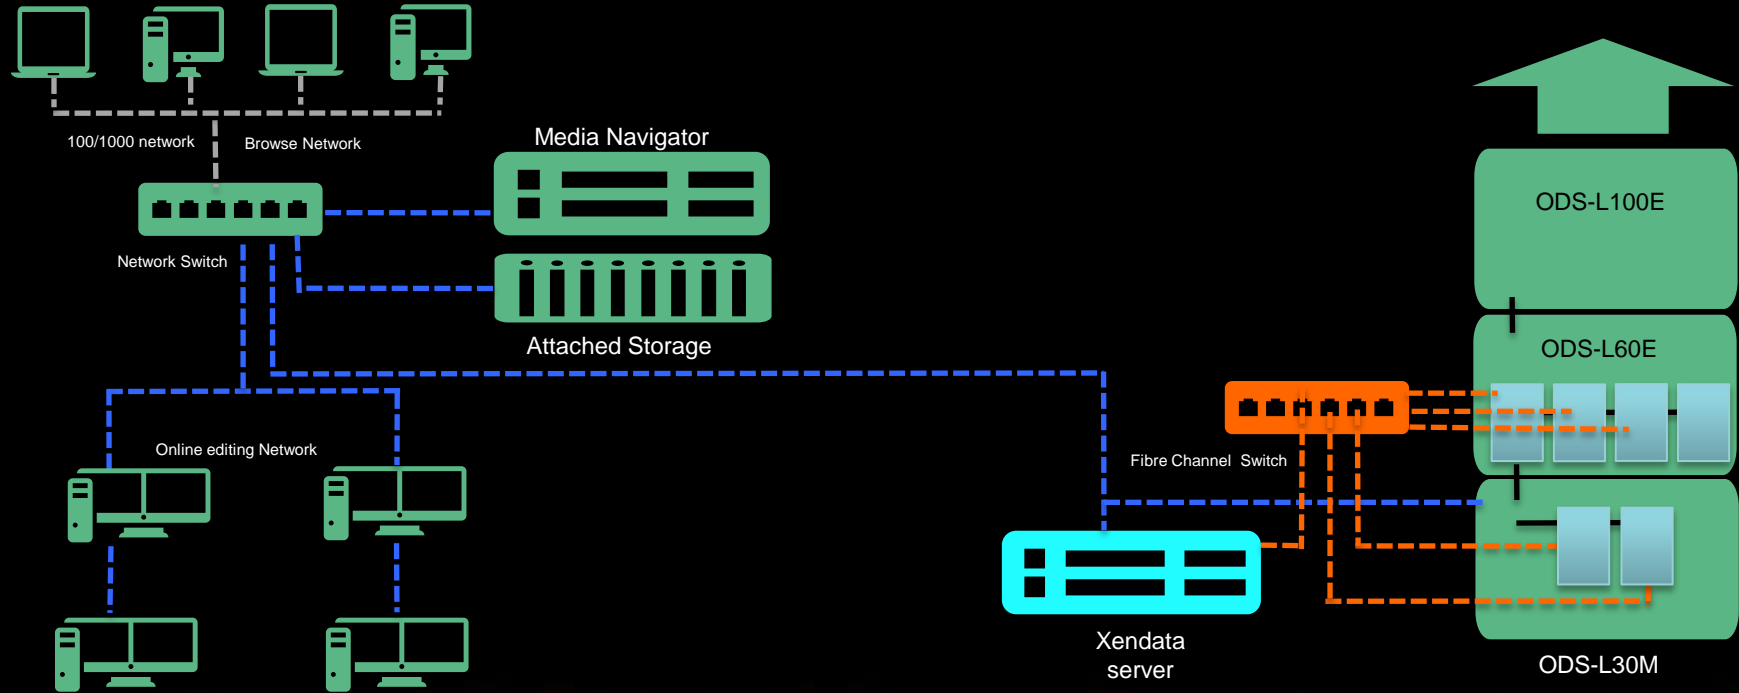 100/1000 network
Browse Network
Media Navigator
Network Switch
Attached Storage
Online editing Network
ODS-L100E
ODS-L60E
Fibre Channel Switch
Xendata
server
ODS-L30M